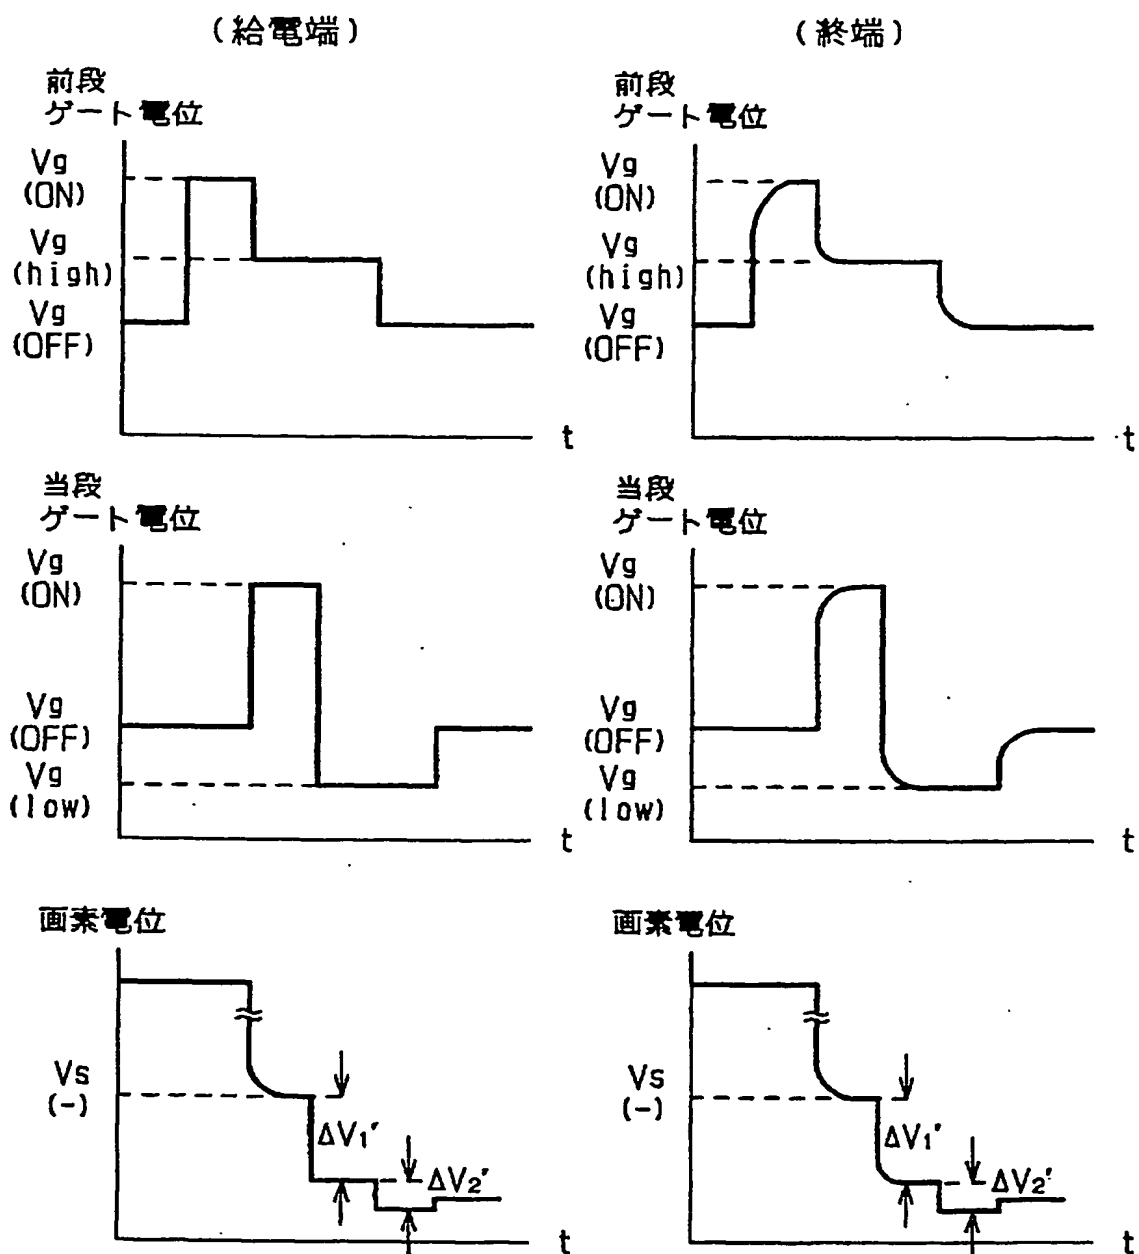 (給電端)
前段
ゲート電位
Vg
(ON)
Vg
(high)
Vg
(OFF)
t
当段
ゲート電位
Vg
(ON)
Vg
(OFF)
Vg
(low)
t
画素電位
Vs
(-)
ΔV1'
ΔV2'
t
(終端)
前段
ゲート電位
Vg
(ON)
Vg
(high)
Vg
(OFF)
t
当段
ゲート電位
Vg
(ON)
Vg
(OFF)
Vg
(low)
t
画素電位
Vs
(-)
ΔV1'
ΔV2'
t